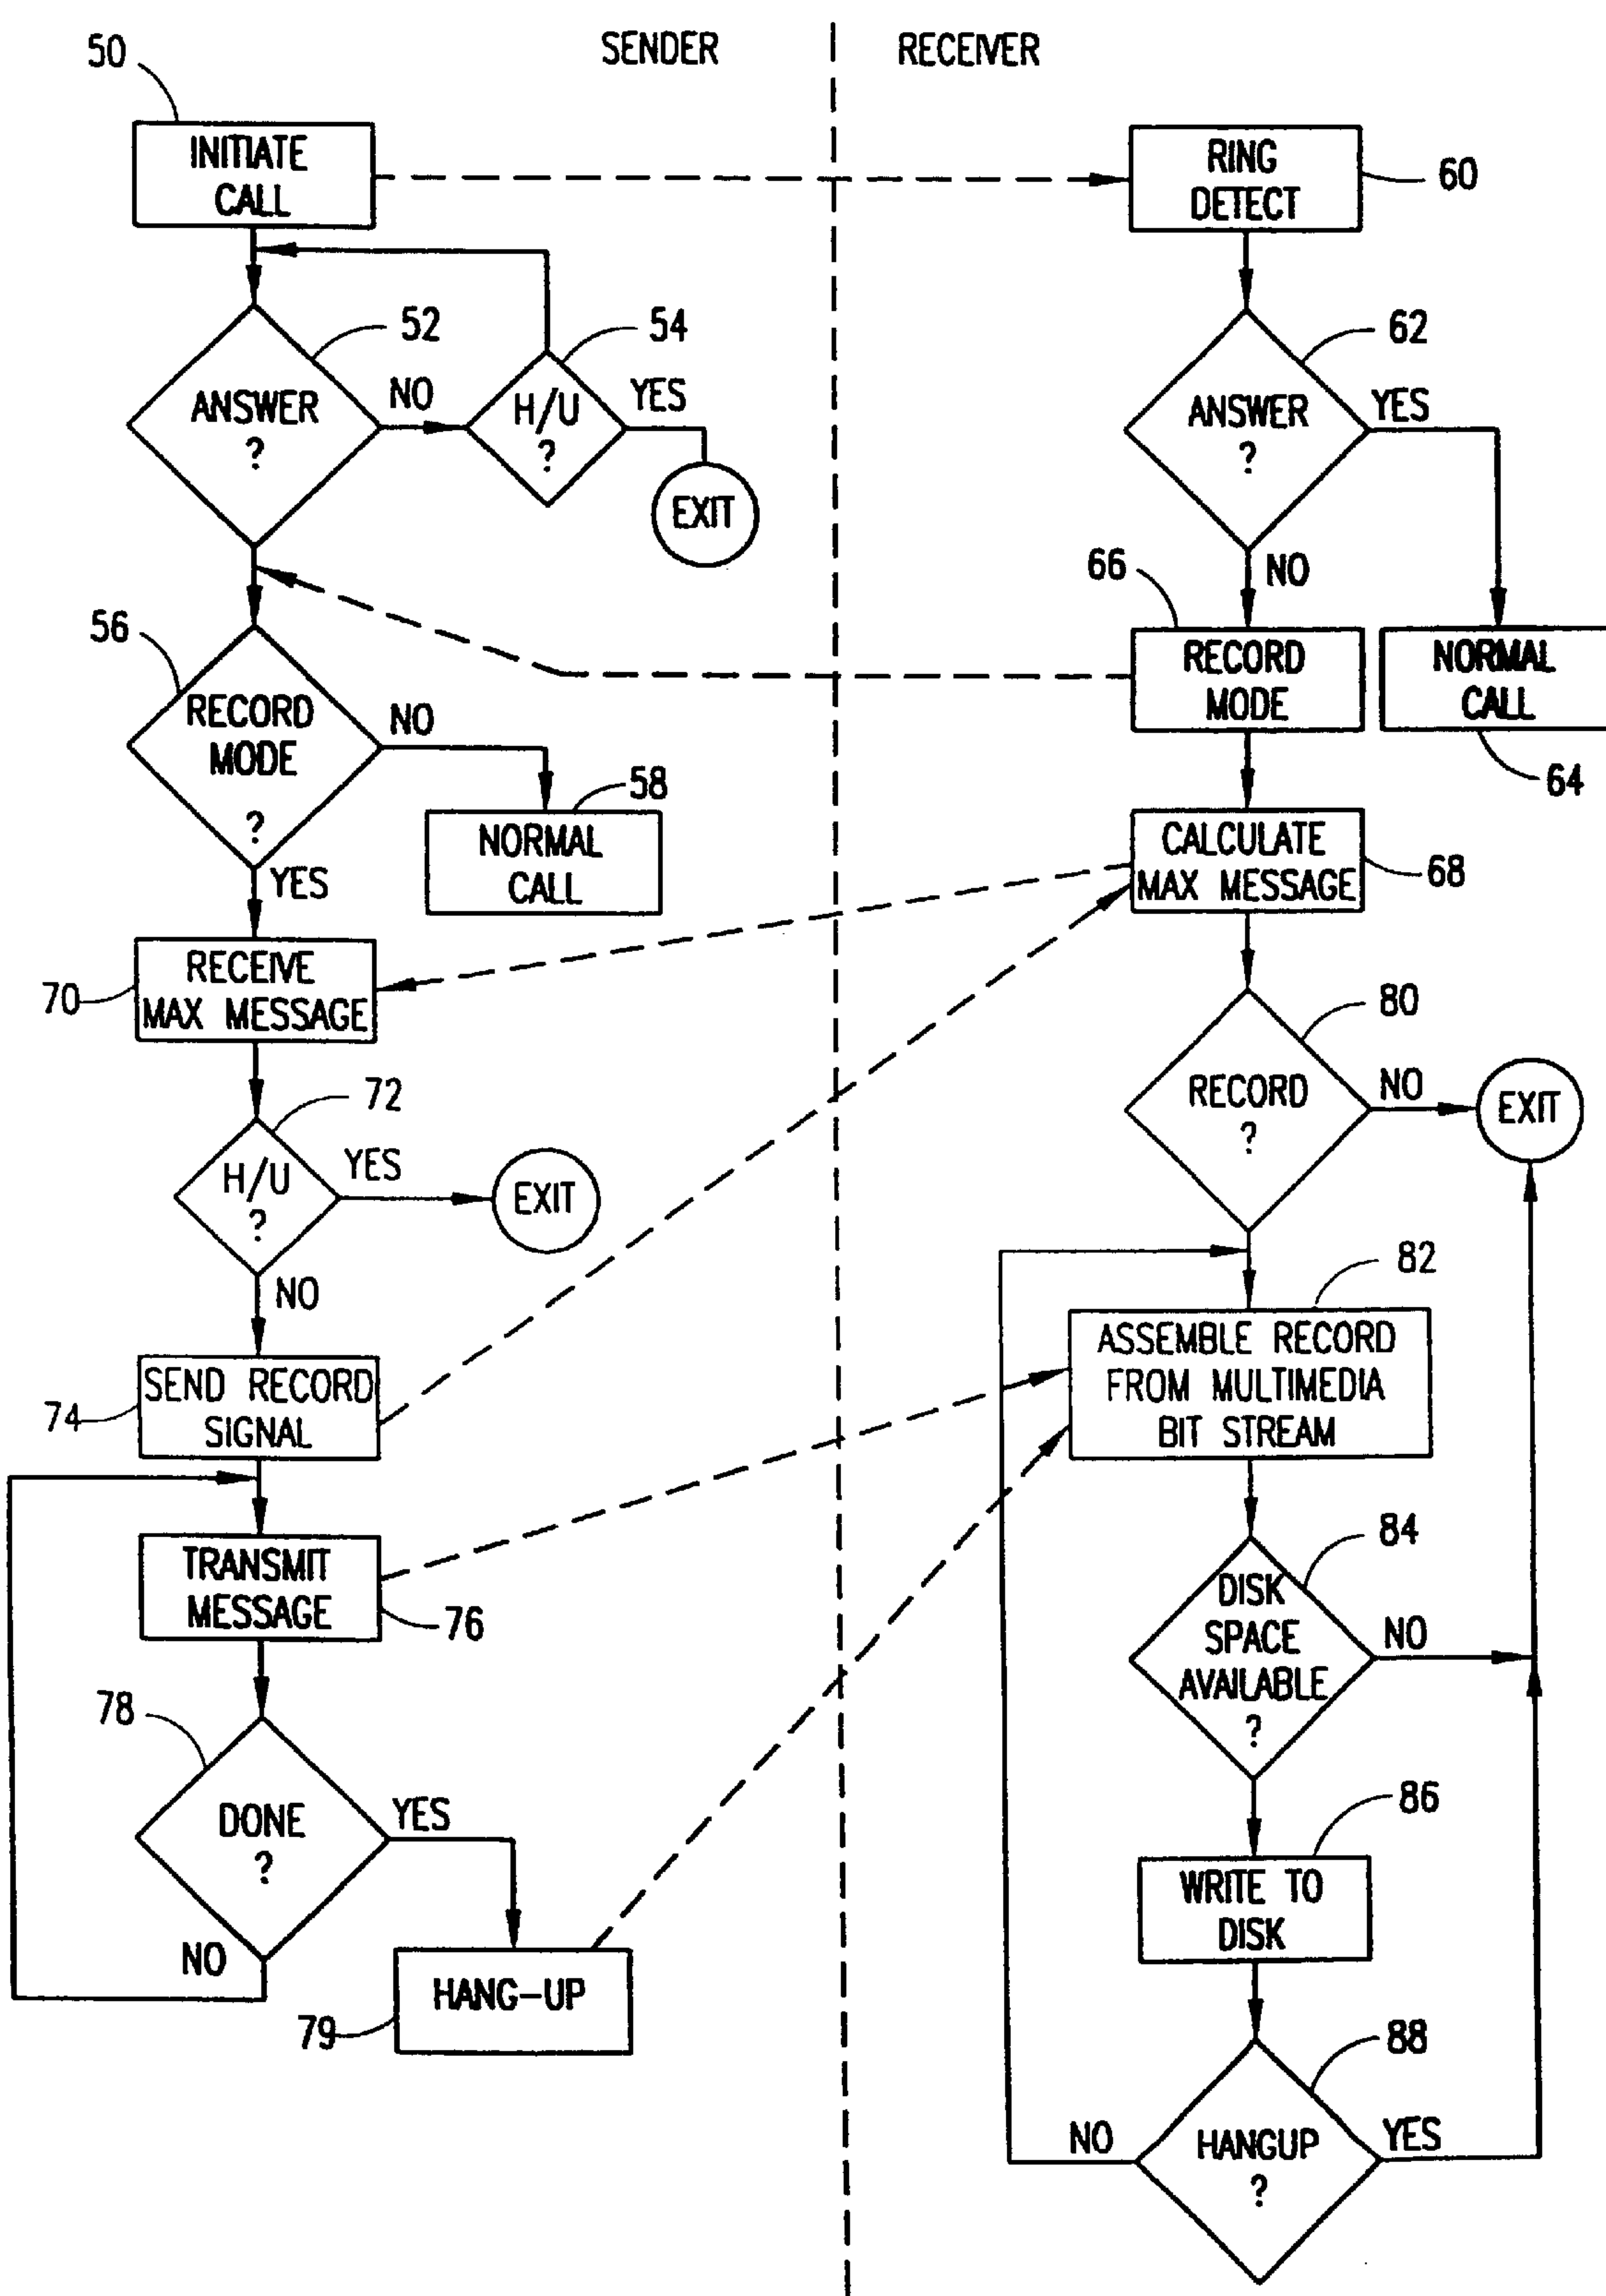 SENDER
RECEIVER
50
INITIATE
CALL
52
ANSWER
?
NO
54
H/U
?
YES
EXIT
56
RECORD
MODE
?
NO
58
NORMAL
CALL
YES
70
RECEIVE
MAX MESSAGE
72
H/U
?
YES
EXIT
NO
74
SEND RECORD
SIGNAL
TRANSMIT
MESSAGE
76
78
DONE
?
YES
NO
HANG-UP
79
RING
DETECT
60
62
ANSWER
?
YES
NO
66
RECORD
MODE
NORMAL
CALL
64
CALCULATE
MAX MESSAGE
68
80
RECORD
?
NO
EXIT
82
ASSEMBLE RECORD
FROM MULTIMEDIA
BIT STREAM
84
DISK
SPACE
AVAILABLE
?
NO
86
WRITE TO
DISK
88
HANGUP
?
NO
YES